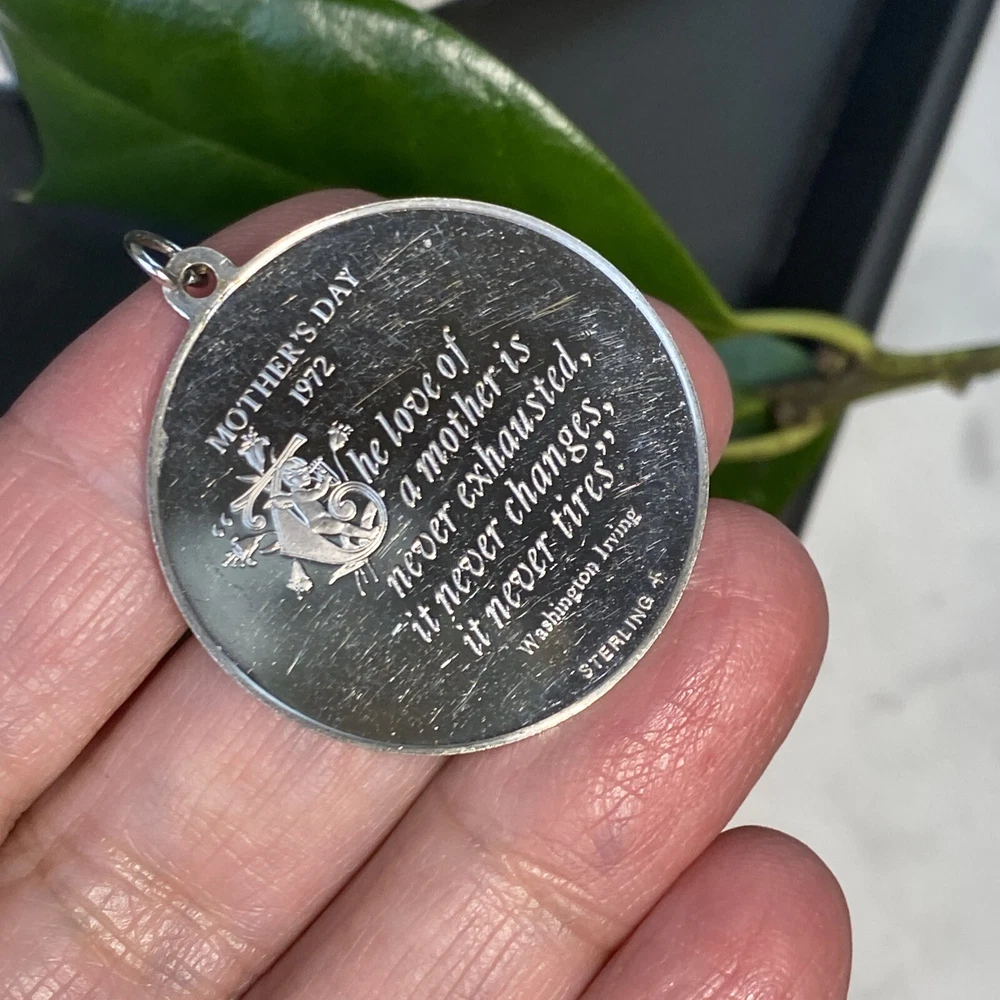 MOTHER'S DAY
1972
“The love of
a mother is
never exhausted,
it never changes,
it never tires.”
Washington Irving
STERLING